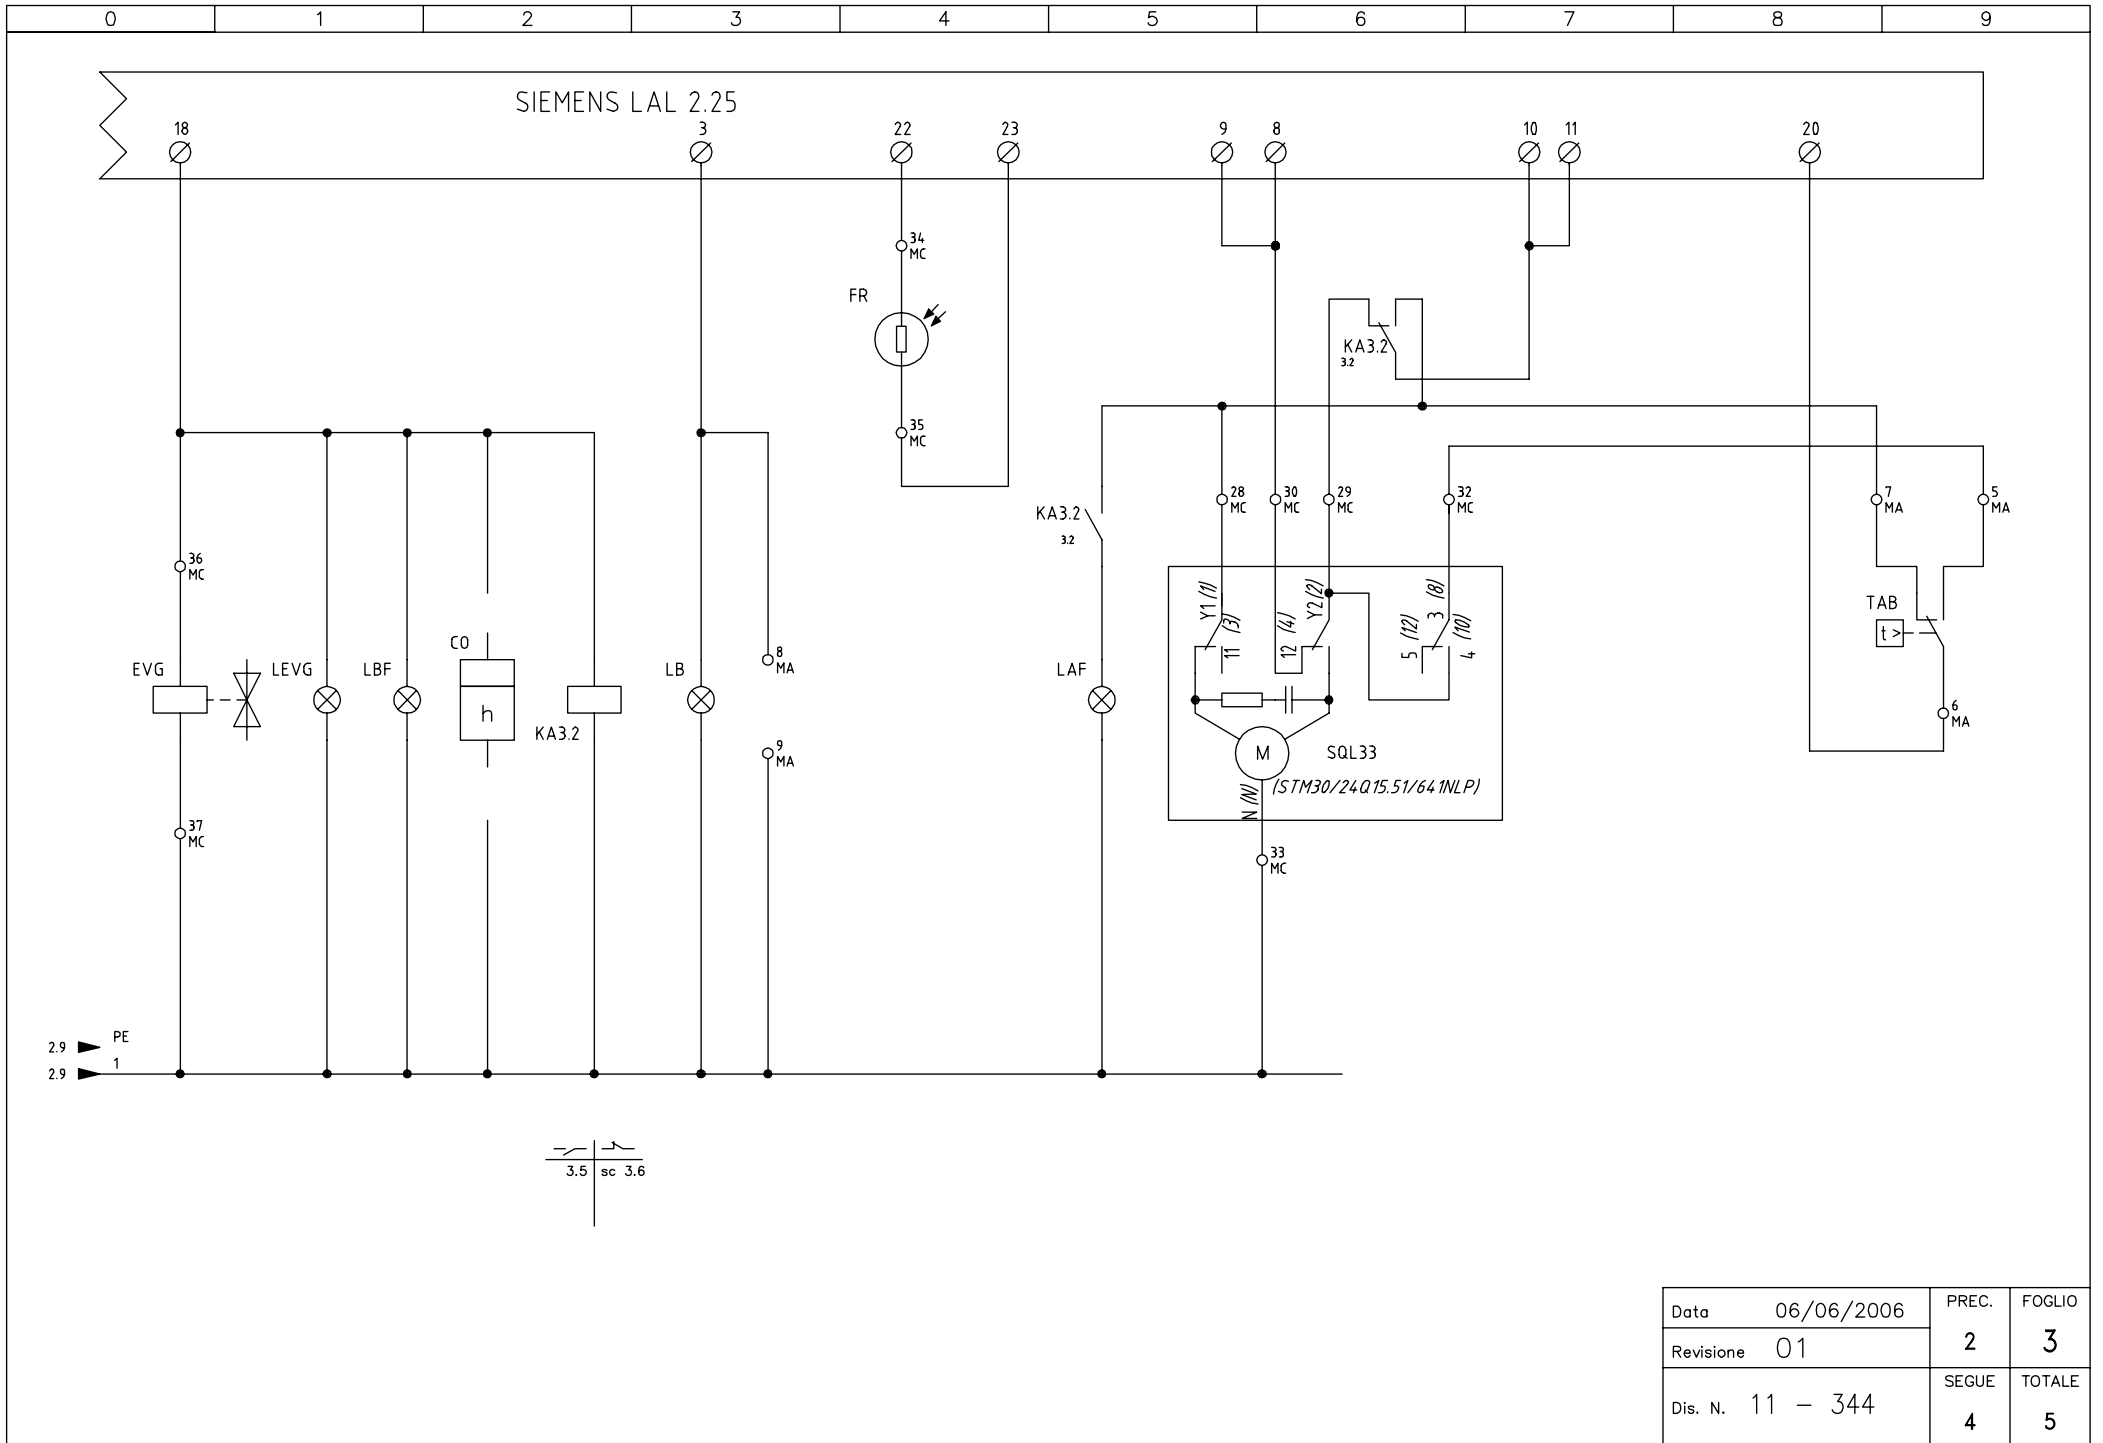 0 1 2 3 4 5 6 7 8 9
SIEMENS LAL 2.25
18 3 22 23 9 8 10 11 20
34
MC
FR
KA3.2
3.2
35
MC
28
MC
30
MC
29
MC
32
MC
7
MA
5
MA
KA3.2
3.2
36
MC
Y1 (1)
11 (3)
12 (4)
Y2 (2)
5 (12)
3 (8)
4 (10)
TAB
t >
CO
EVG
LEVG
LBF
LB
8
MA
LAF
h
KA3.2
6
MA
9
MA
M
SQL33
(STM30/24Q15.51/641NLP)
N (N)
37
MC
33
MC
2.9 PE
2.9 1
3.5 sc 3.6
Data 06/06/2006
PREC. FOGLIO
2 3
Revisione 01
SEGUE TOTALE
Dis. N. 11 - 344
4 5